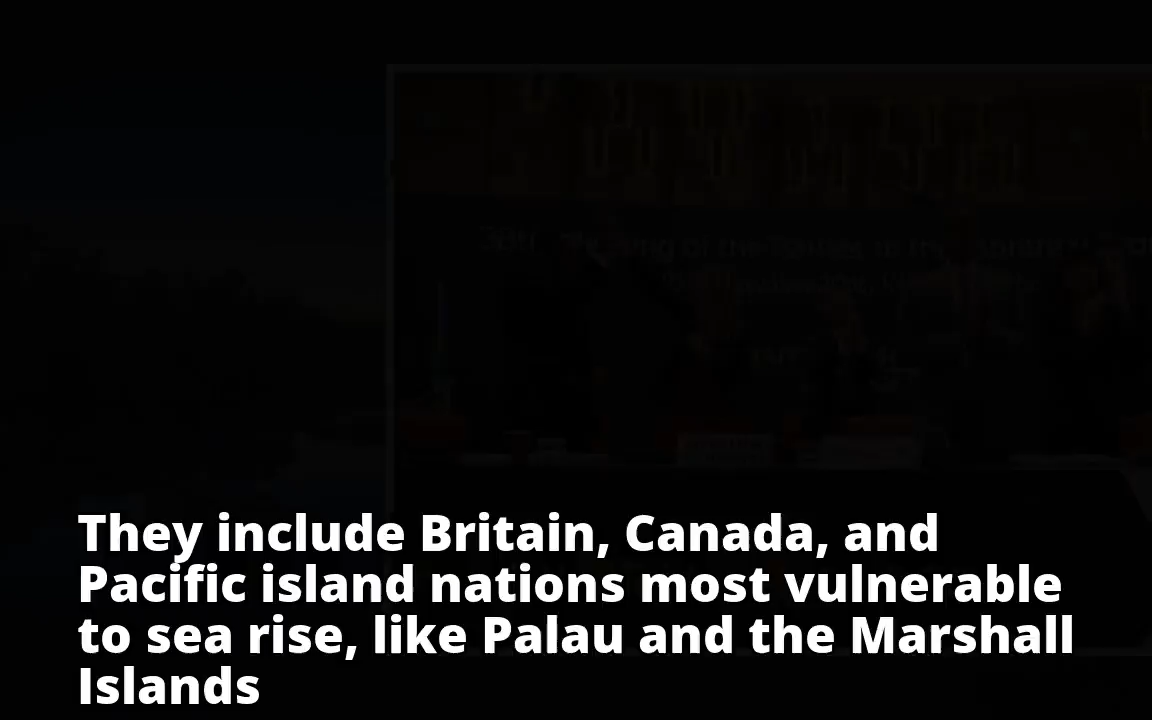 They include Britain, Canada, and
Pacific island nations most vulnerable
to sea rise, like Palau and the Marshall
Islands